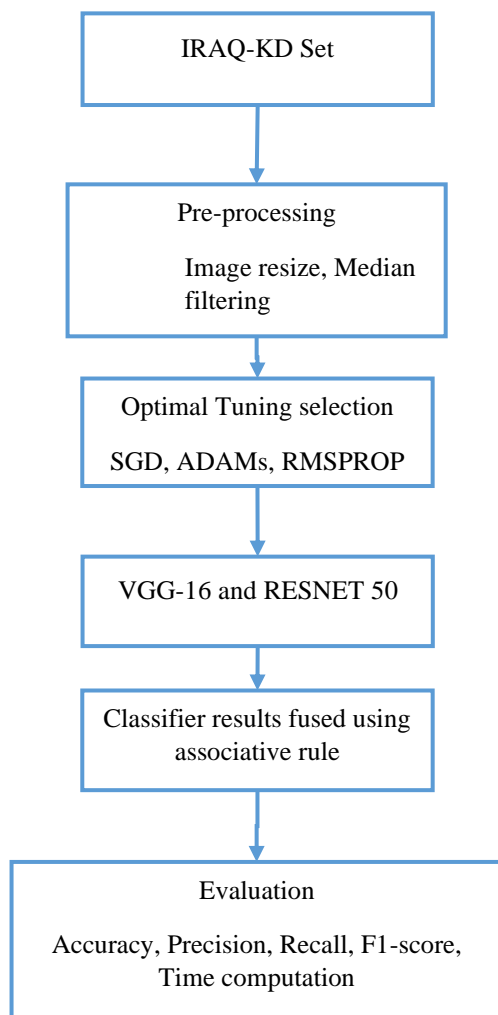 IRAQ-KD Set
Pre-processing
Image resize, Median
filtering
Optimal Tuning selection
SGD, ADAMs, RMSPROP
VGG-16 and RESNET 50
Classifier results fused using
associative rule
Evaluation
Accuracy, Precision, Recall, F1-score,
Time computation